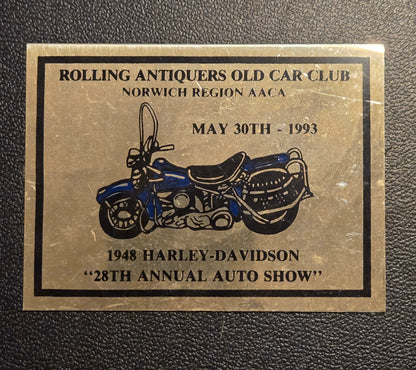 ROLLING ANTIQUERS OLD CAR CLUB
NORWICH REGION AACA
MAY 30TH - 1993
1948 HARLEY-DAVIDSON
"28TH ANNUAL AUTO SHOW"